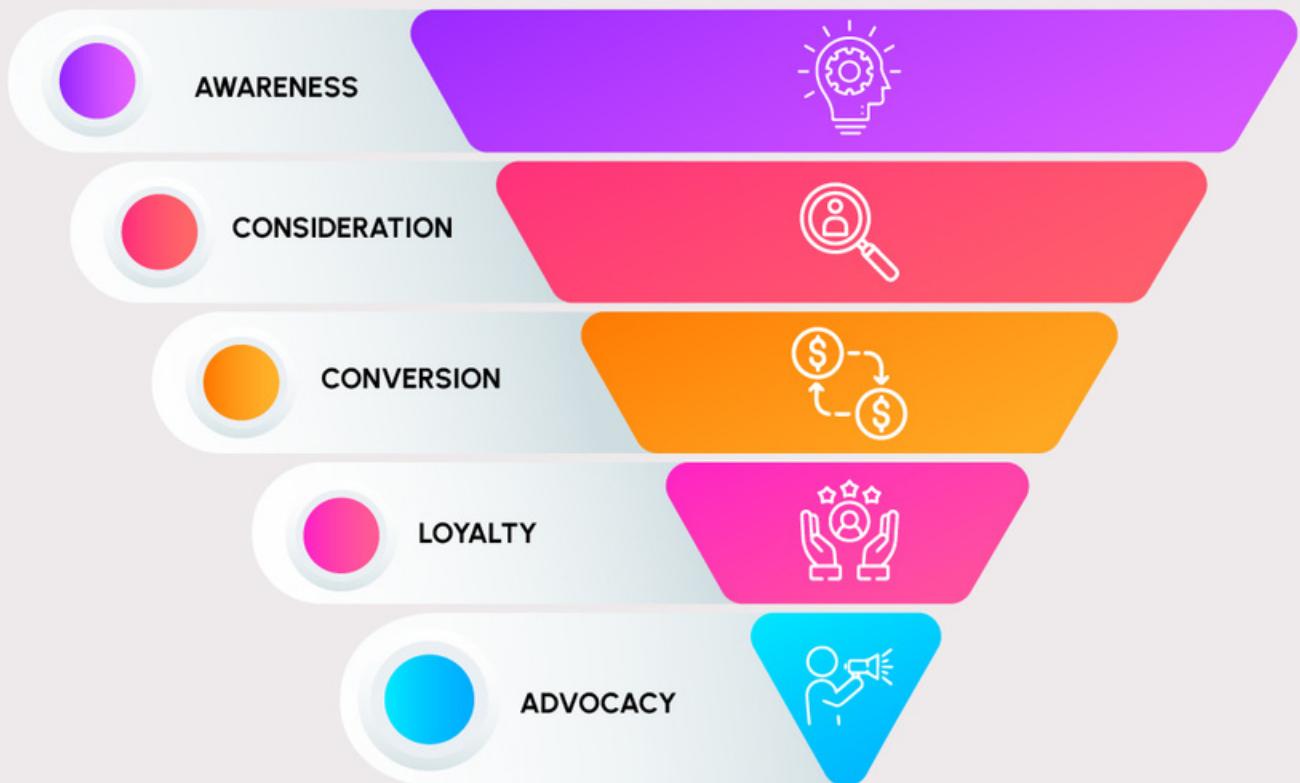 AWARENESS
CONSIDERATION
CONVERSION
$
$
LOYALTY
ADVOCACY